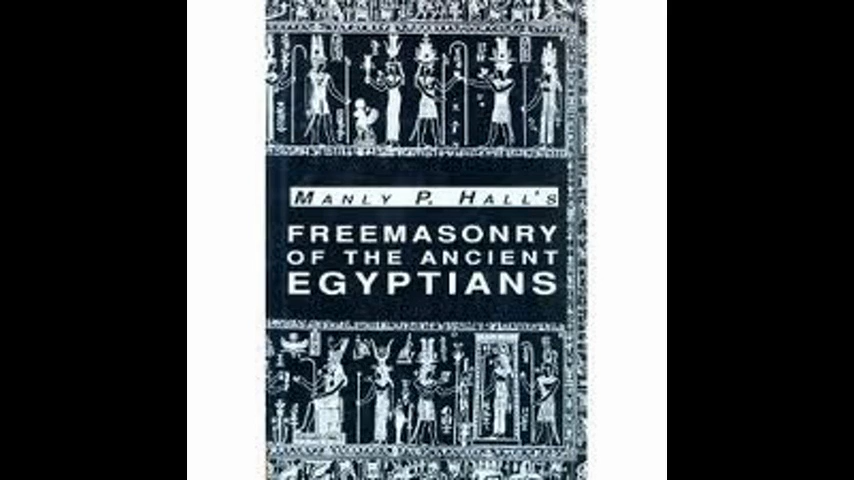 MANLY P. HALL'S
FREEMASONRY
OF THE ANCIENT
EGYPTIANS